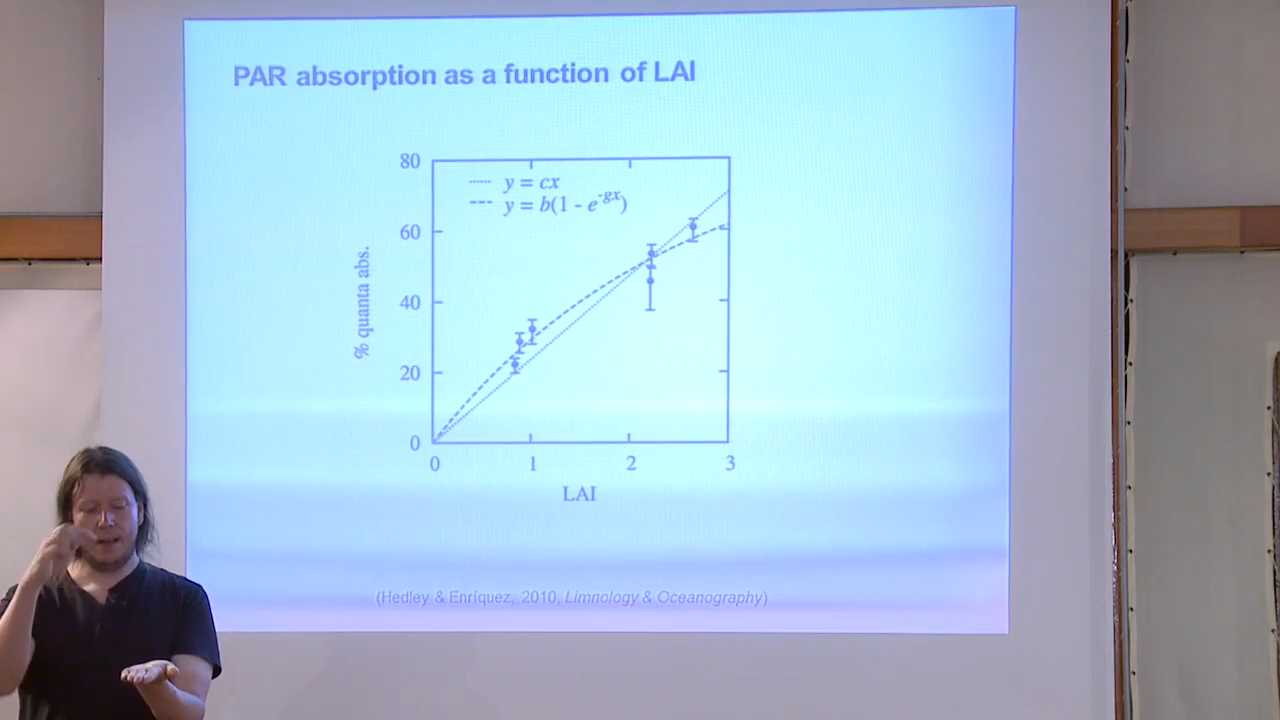 PAR absorption as a function of LAI
80
y = cx
y = b(1 - e^-gx)
60
% quanta abs.
40
20
0
0 1 2 3
LAI
(Hedley & Enríquez, 2010, Limnology & Oceanography)